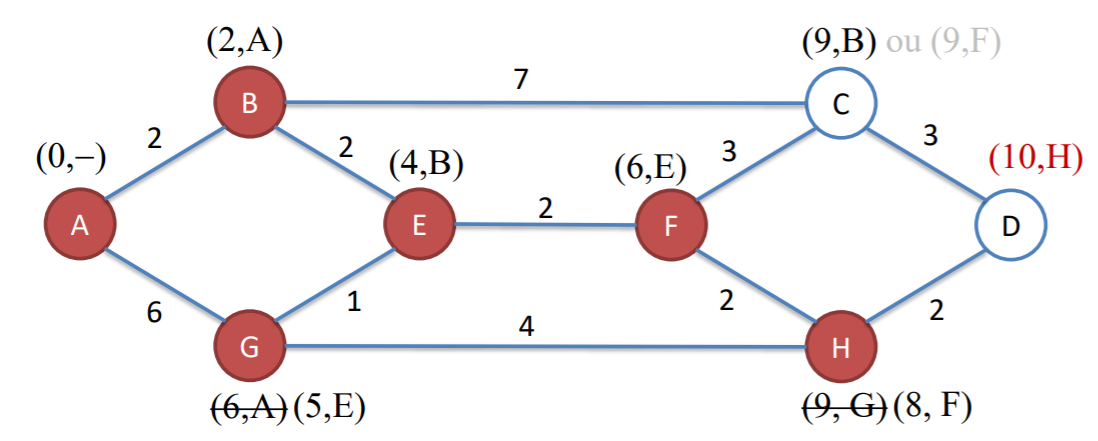 (2,A)
(9,B) ou (9,F)
B
7
C
2
2
3
3
(0,–)
(4,B)
(6,E)
(10,H)
A
E
2
F
D
6
1
2
2
G
4
H
(6,A) (5,E)
(9, G) (8, F)